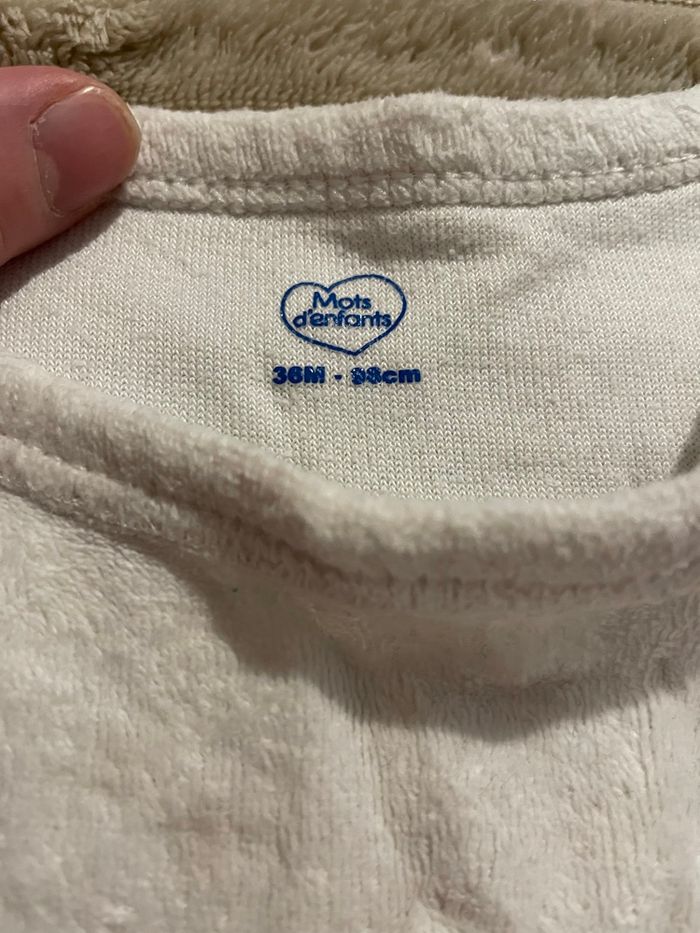 Mots
d'enfants
36M - 98cm